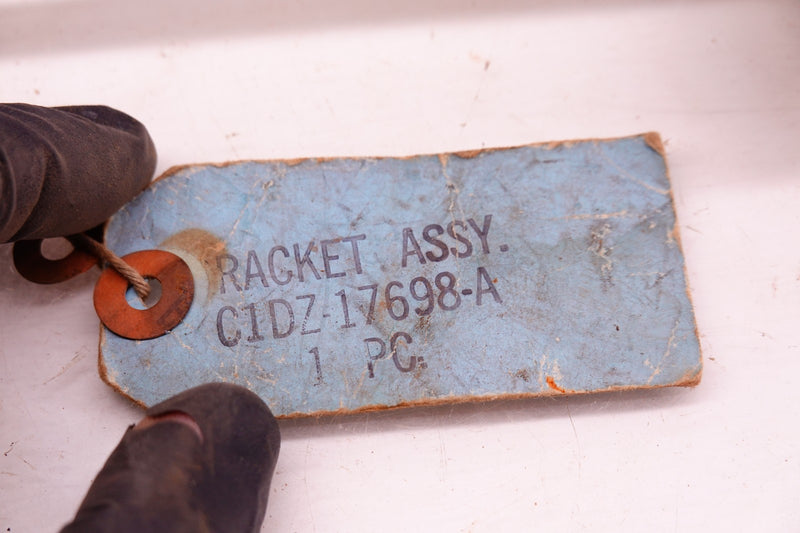 RACKET ASSY.
C1DZ-17698-A
1 PC.